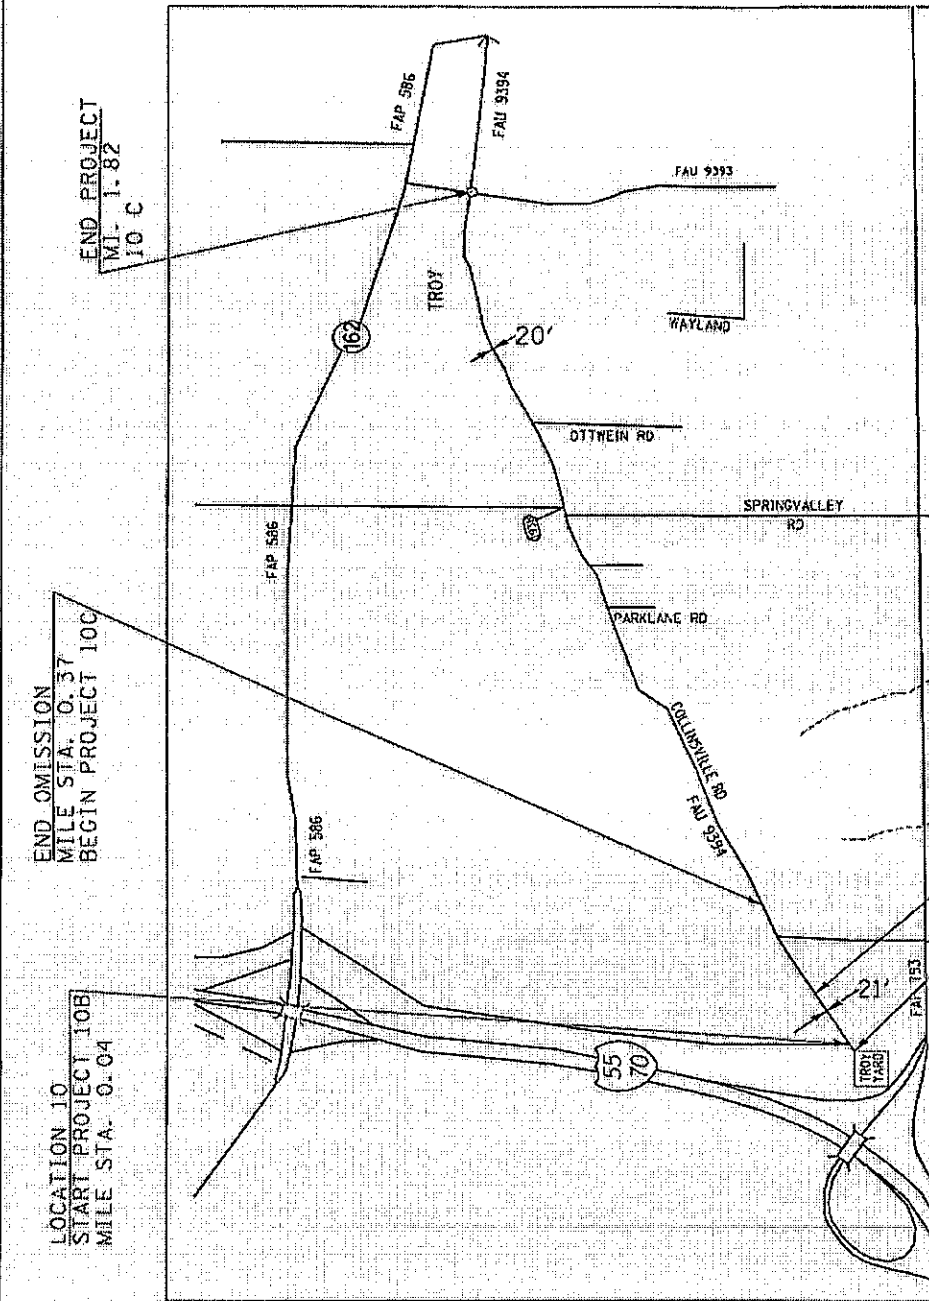 END PROJECT
MI. 1.82
10 C
END OMISSION
MILE STA. 0.37
BEGIN PROJECT 10C
LOCATION 10
START PROJECT 10B
MILE STA. 0.04
FAP 586
FAU 9394
FAU 9393
162
TROY
20'
WAYLAND
OTTWEIN RD
FAP 586
SPRINGVALLEY
RD
PARKLANE RD
COLLINSVILLE RD
FAU 9394
FAP 586
55
70
21'
TROY
YARD